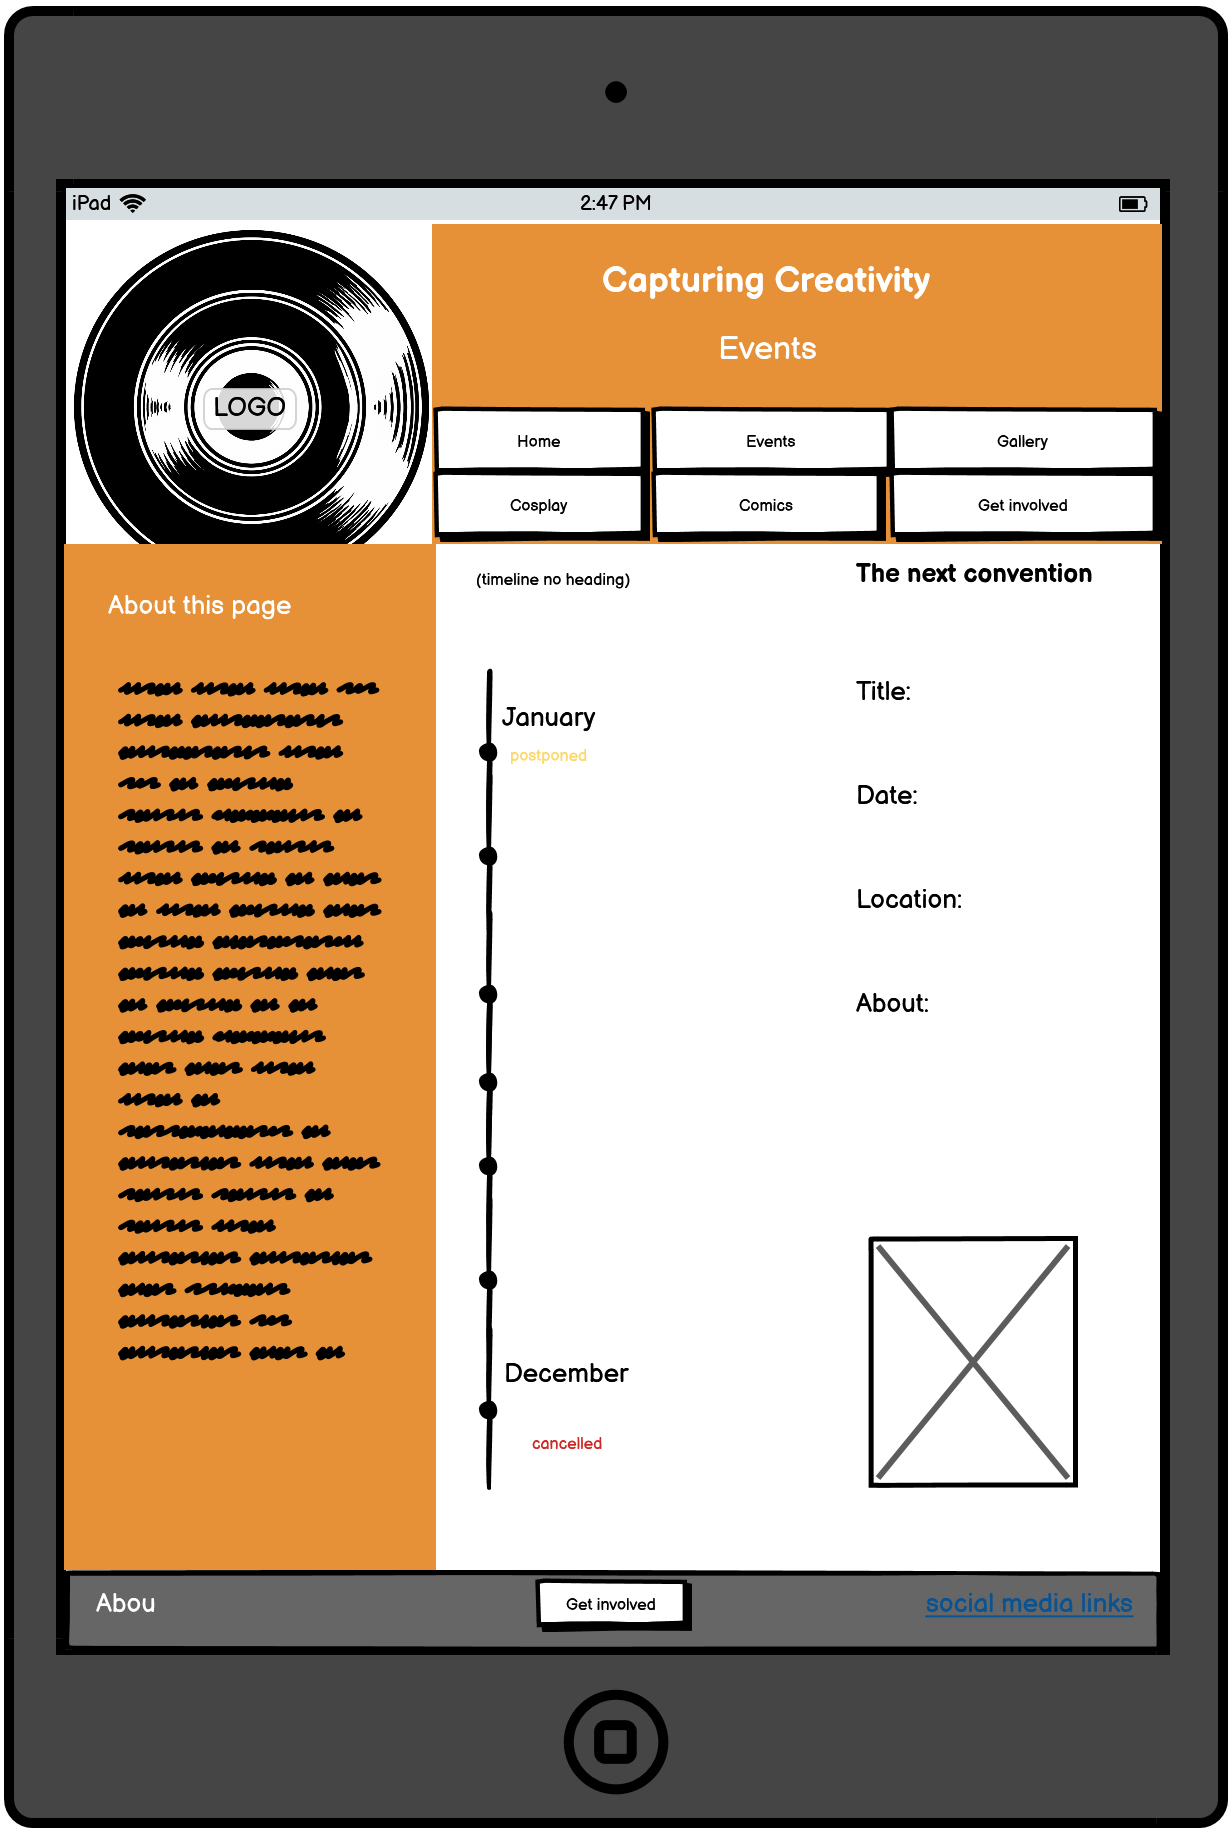 iPad
2:47 PM
LOGO
Capturing Creativity
Events
Home
Events
Gallery
Cosplay
Comics
Get involved
About this page
(timeline no heading)
January
postponed
December
cancelled
The next convention
Title:
Date:
Location:
About:
Abou
Get involved
social media links